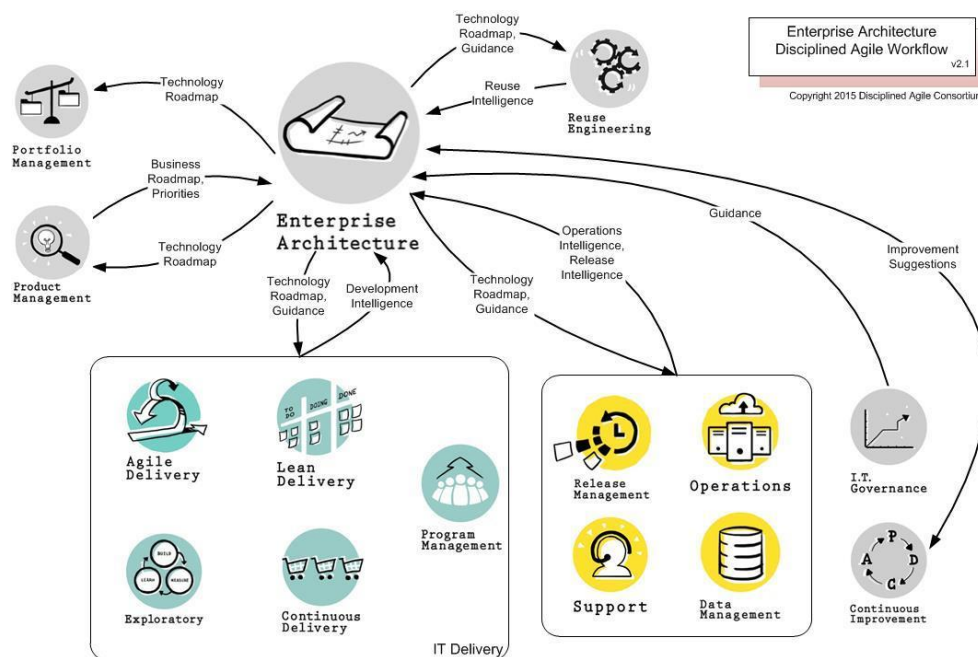 Enterprise Architecture
Disciplined Agile Workflow
v2.1
Copyright 2015 Disciplined Agile Consortium
Technology
Roadmap,
Guidance
Reuse
Intelligence
Reuse
Engineering
Technology
Roadmap
Portfolio
Management
Business
Roadmap,
Priorities
Enterprise
Architecture
Technology
Roadmap
Product
Management
Guidance
Operations
Intelligence,
Release
Intelligence
Improvement
Suggestions
Technology
Roadmap,
Guidance
Development
Intelligence
Technology
Roadmap,
Guidance
TO
DO
DOING
DONE
Agile
Delivery
Lean
Delivery
Program
Management
BUILD
LEARN
MEASURE
Exploratory
Continuous
Delivery
IT Delivery
Release
Management
Operations
Support
Data
Management
I.T.
Governance
P
A
D
C
Continuous
Improvement